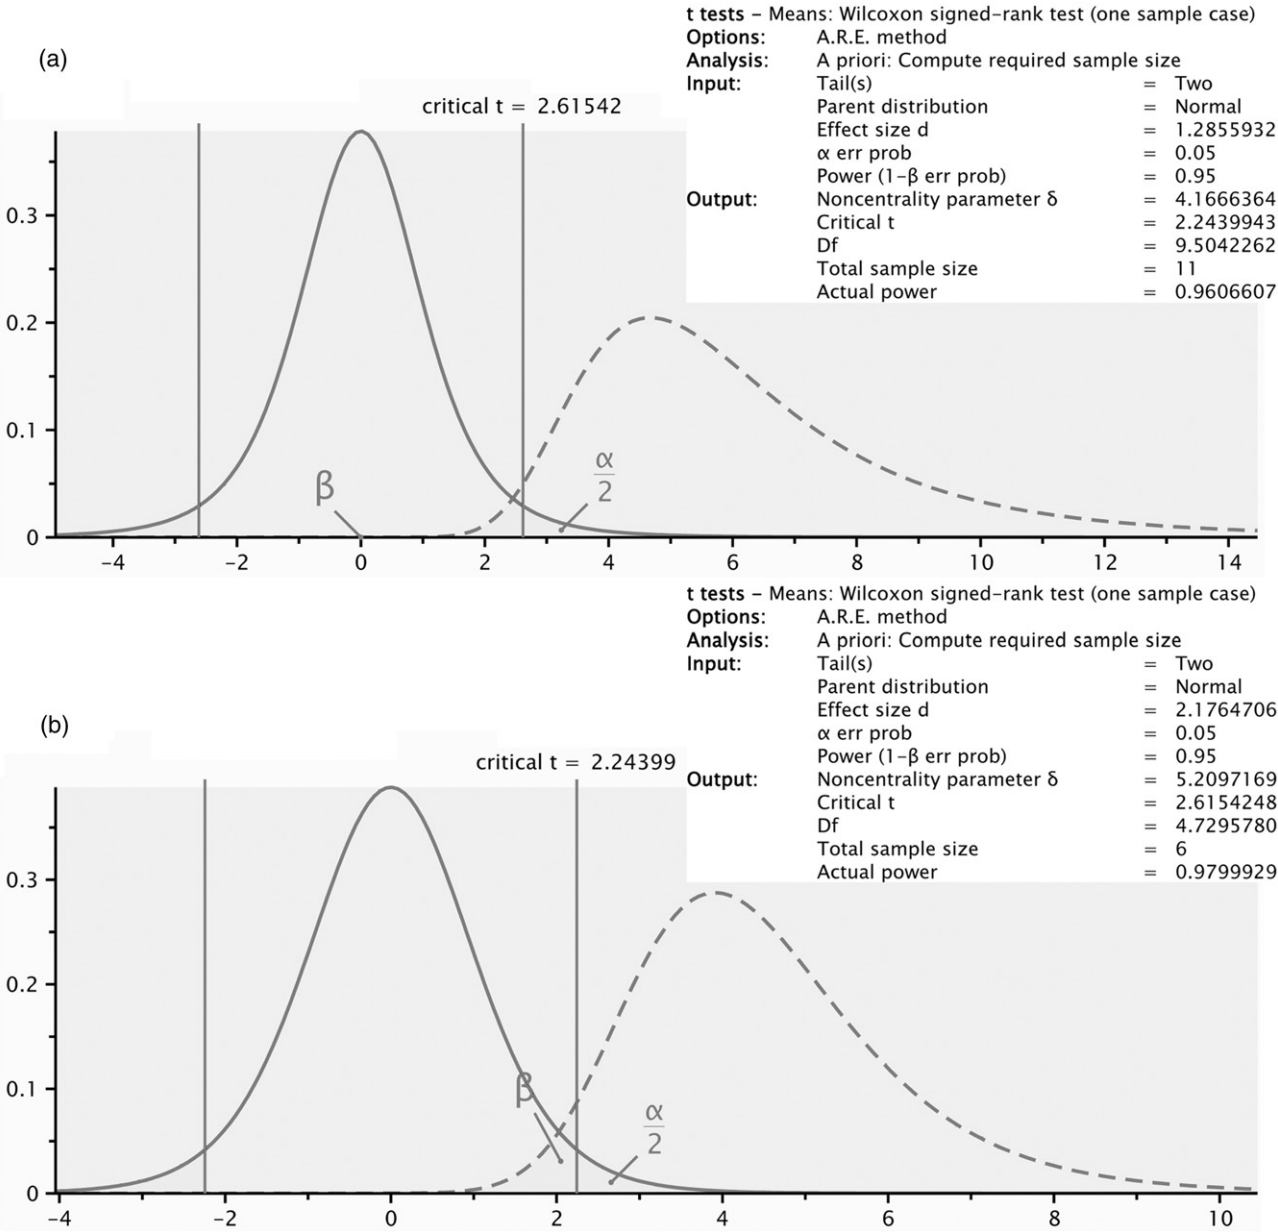 t tests – Means: Wilcoxon signed-rank test (one sample case)
Options: A.R.E. method
Analysis: A priori: Compute required sample size
Input: Tail(s) = Two
Parent distribution = Normal
Effect size d = 1.2855932
α err prob = 0.05
Power (1-β err prob) = 0.95
Output: Noncentrality parameter δ = 4.1666364
Critical t = 2.2439943
Df = 9.5042262
Total sample size = 11
Actual power = 0.9606607
(a)
critical t = 2.61542
0.3
0.2
0.1
0
β
α
2
-4 -2 0 2 4 6 8 10 12 14
t tests – Means: Wilcoxon signed-rank test (one sample case)
Options: A.R.E. method
Analysis: A priori: Compute required sample size
Input: Tail(s) = Two
Parent distribution = Normal
Effect size d = 2.1764706
α err prob = 0.05
Power (1-β err prob) = 0.95
Output: Noncentrality parameter δ = 5.2097169
Critical t = 2.6154248
Df = 4.7295780
Total sample size = 6
Actual power = 0.9799929
(b)
critical t = 2.24399
0.3
0.2
0.1
0
β
α
2
-4 -2 0 2 4 6 8 10